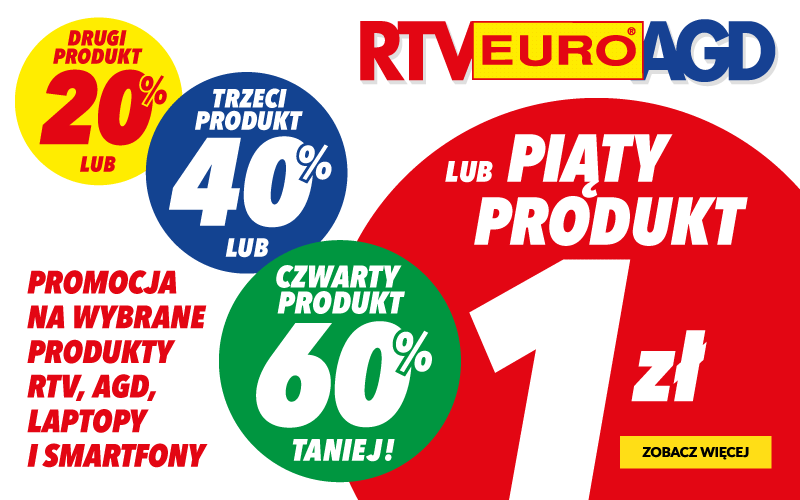 RTV EURO® AGD
DRUGI
PRODUKT
20%
LUB
TRZECI
PRODUKT
40%
LUB
CZWARTY
PRODUKT
60%
TANIEJ!
LUB PIĄTY
PRODUKT
1 zł
PROMOCJA
NA WYBRANE
PRODUKTY
RTV, AGD,
LAPTOPY
I SMARTFONY
ZOBACZ WIĘCEJ